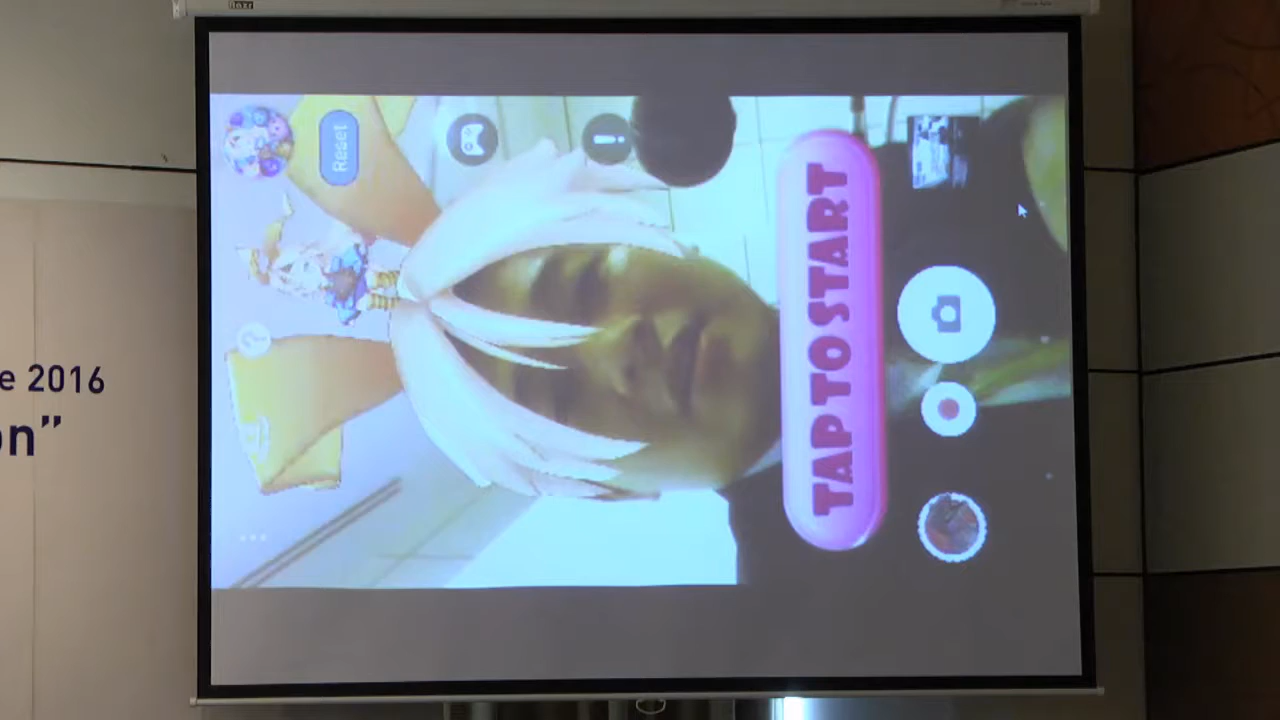 e 2016
on”
Reset
TAP TO START